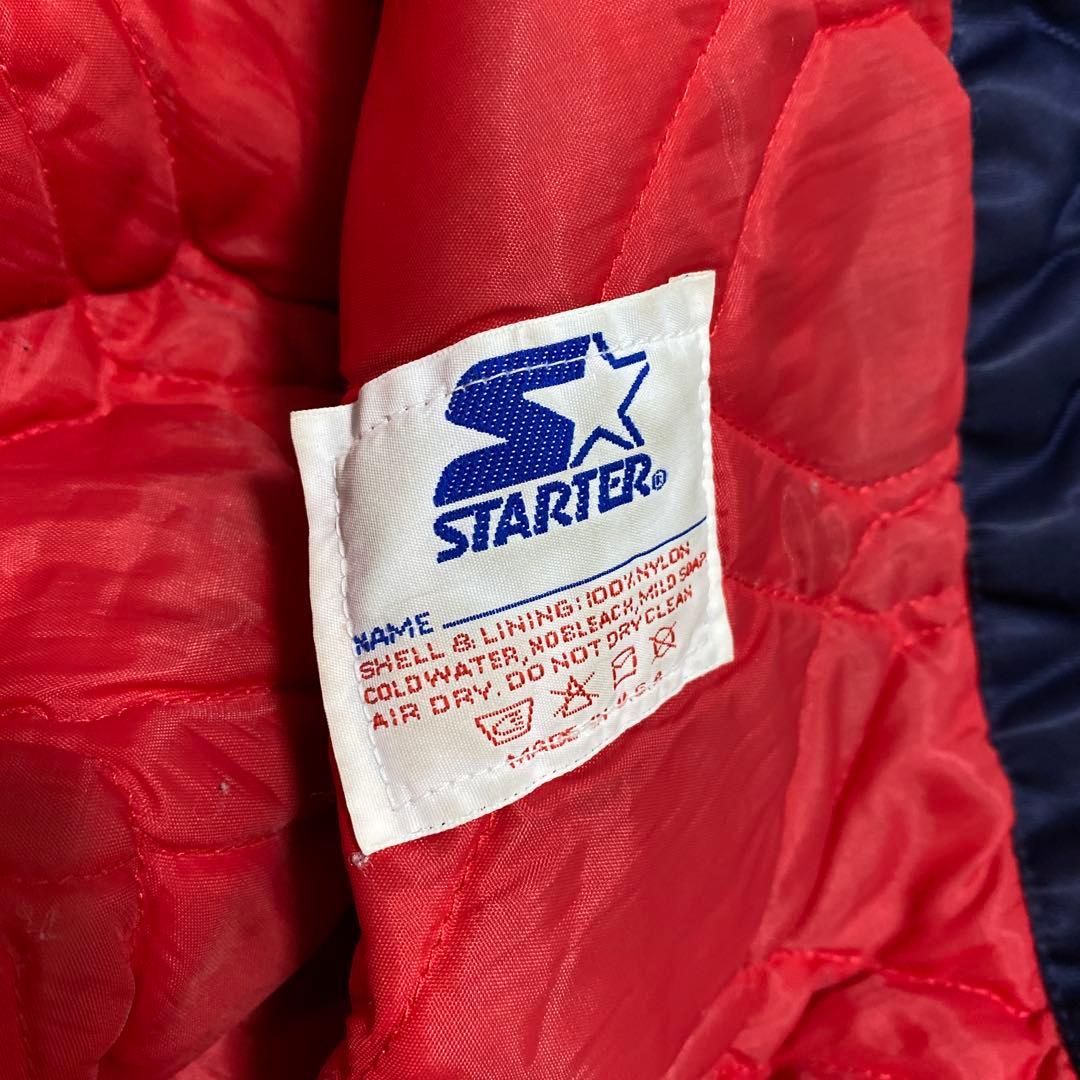 STARTER®
NAME
SHELL & LINING:100%NYLON
COLD WATER, NO BLEACH, MILD SOAP
AIR DRY. DO NOT DRY CLEAN
MADE IN U.S.A